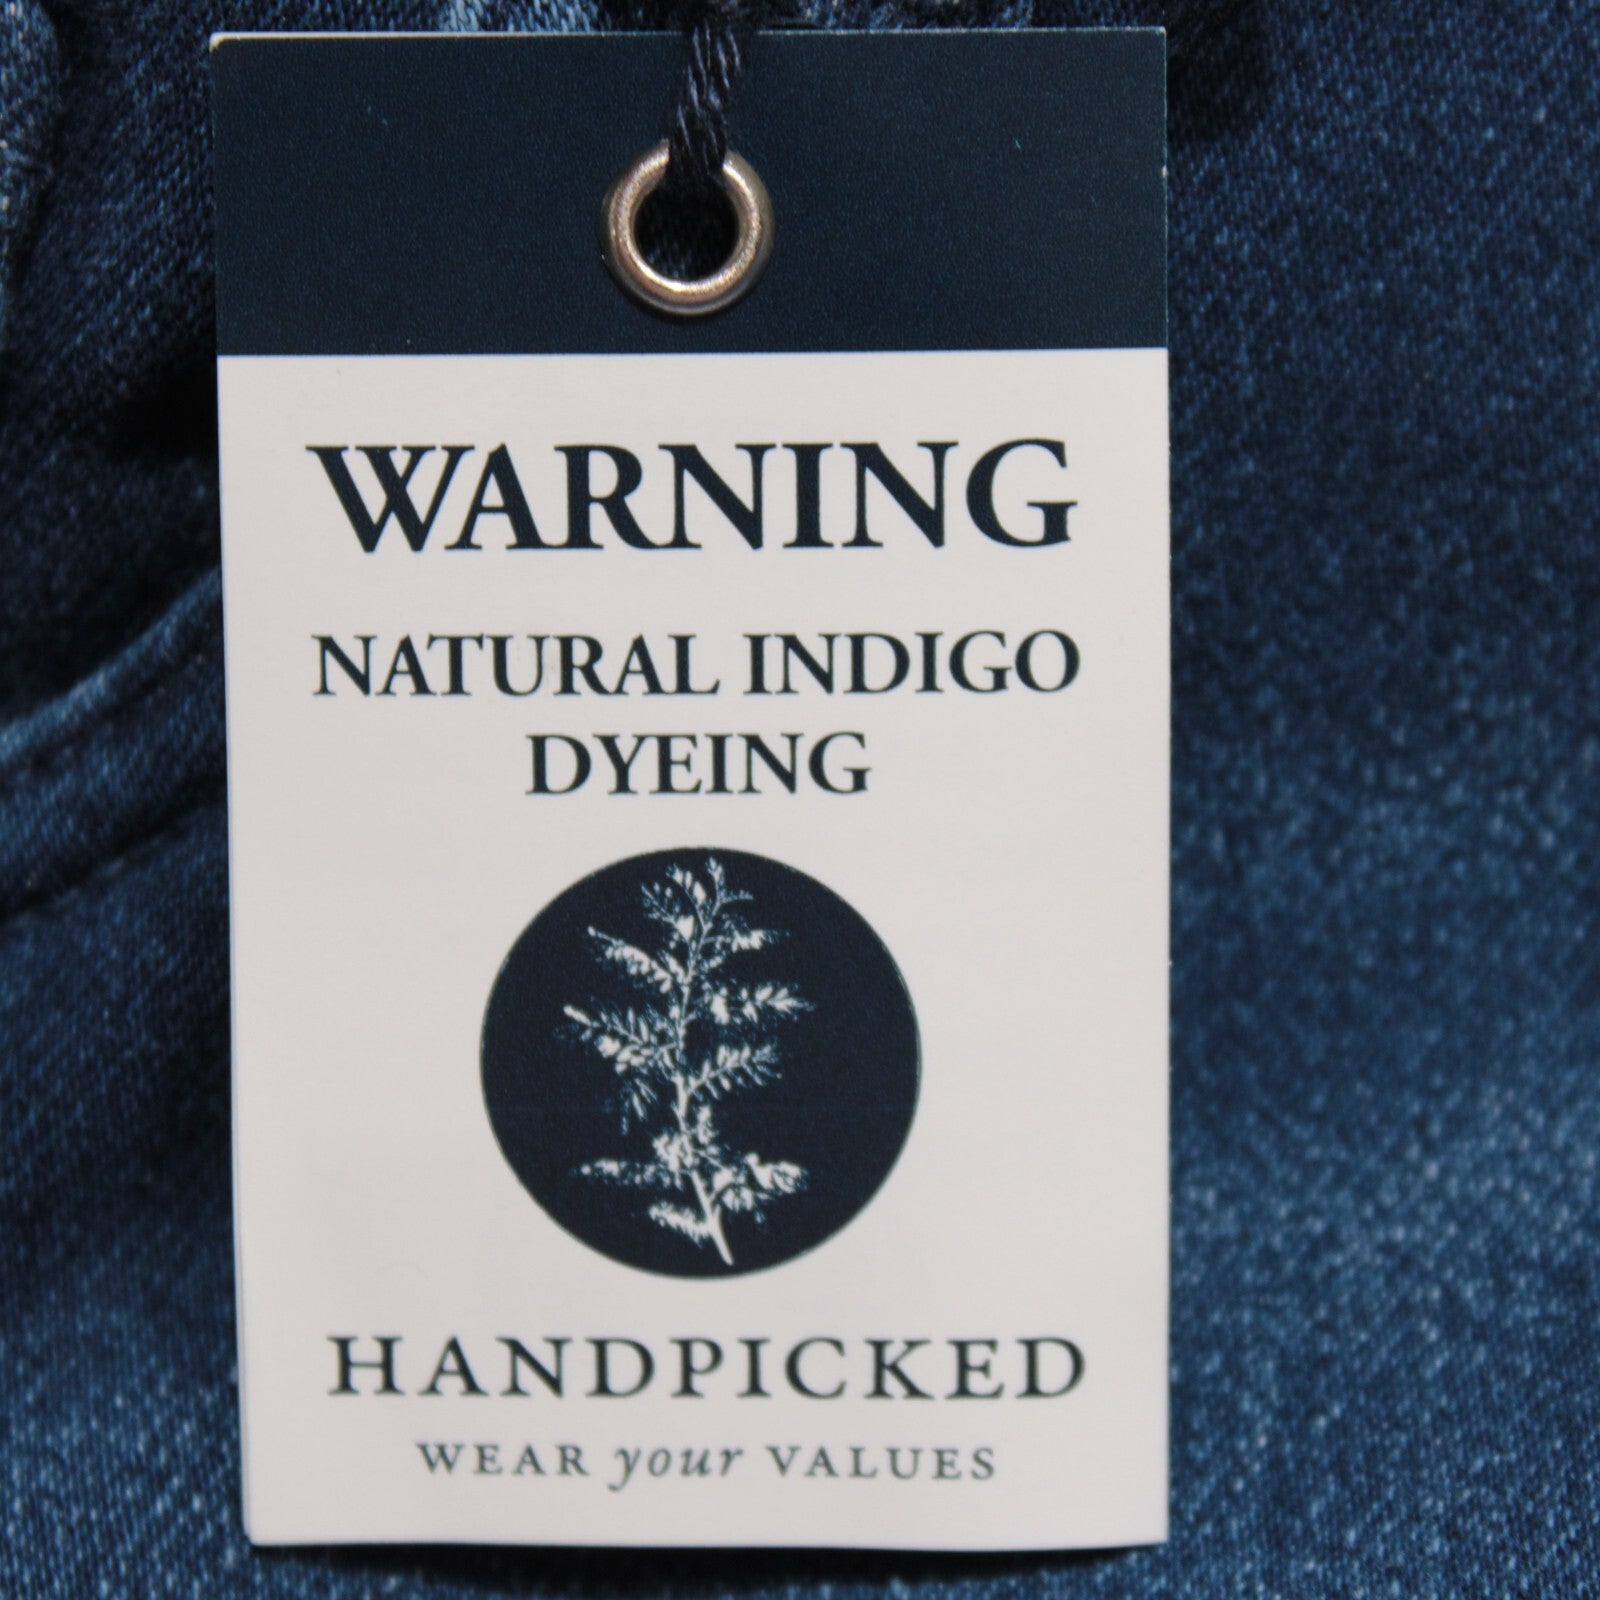 WARNING
NATURAL INDIGO
DYEING
HANDPICKED
WEAR your VALUES